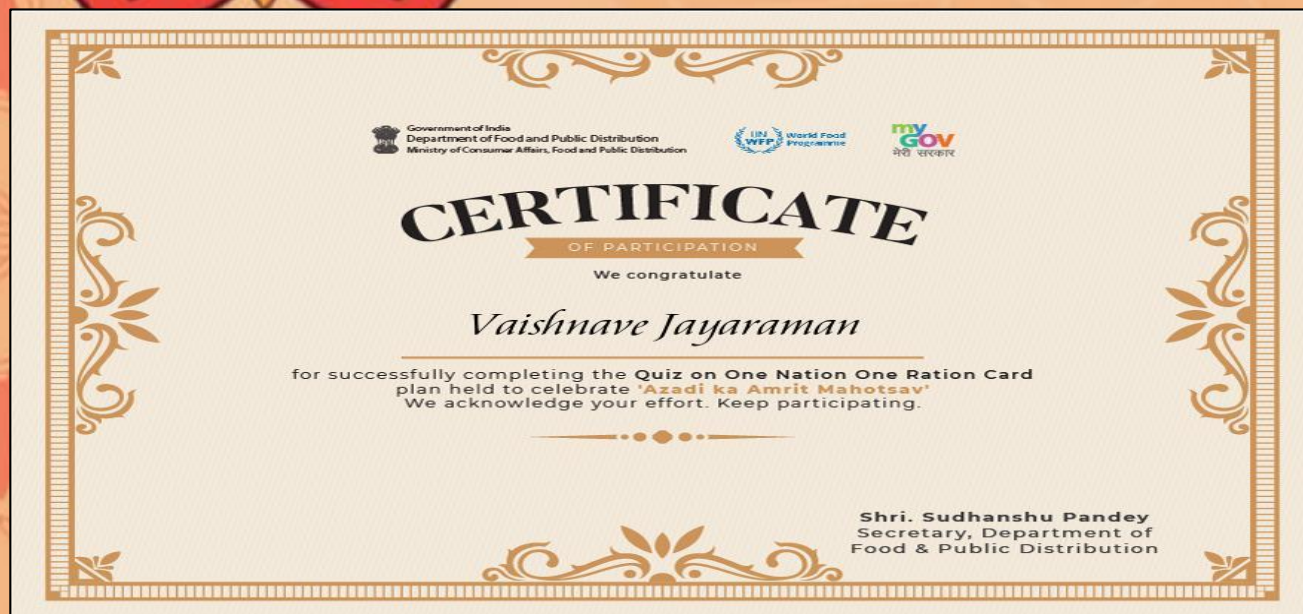 Government of India
Department of Food and Public Distribution
Ministry of Consumer Affairs, Food and Public Distribution
UN
WFP
World Food
Programme
my
GOV
मेरी सरकार
CERTIFICATE
OF PARTICIPATION
We congratulate
Vaishnave Jayaraman
for successfully completing the Quiz on One Nation One Ration Card
plan held to celebrate 'Azadi ka Amrit Mahotsav'
We acknowledge your effort. Keep participating.
Shri. Sudhanshu Pandey
Secretary, Department of
Food & Public Distribution